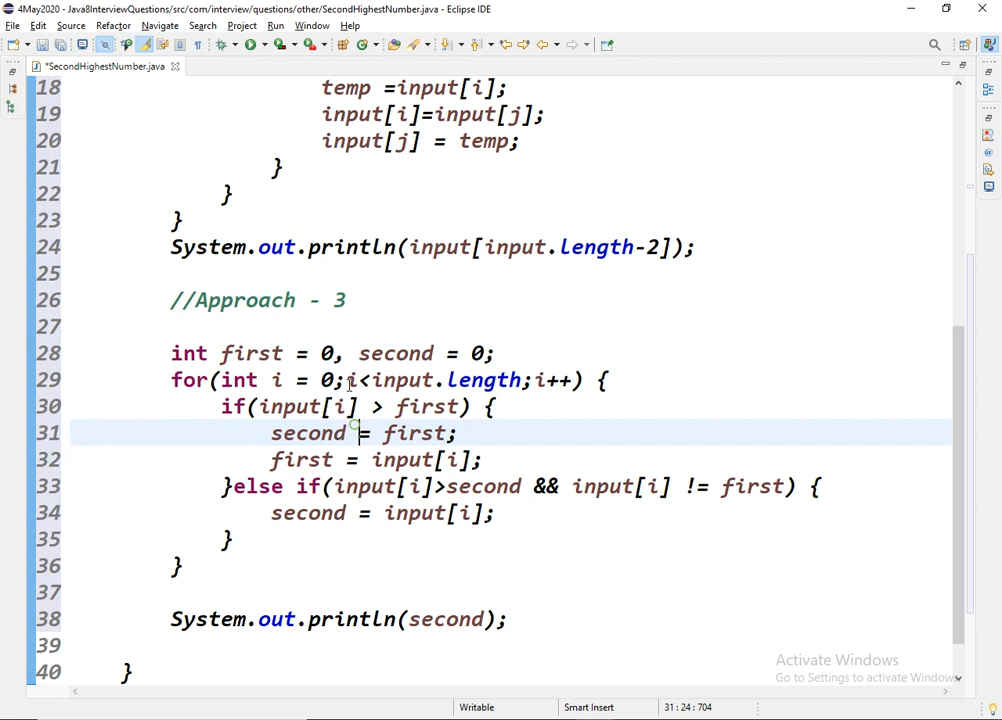 4May2020 - Java8InterviewQuestions/src/com/interview/questions/other/SecondHighestNumber.java - Eclipse IDE
File Edit Source Refactor Navigate Search Project Run Window Help
*SecondHighestNumber.java
18 temp =input[i];
19 input[i]=input[j];
20 input[j] = temp;
21 }
22 }
23 }
24 System.out.println(input[input.length-2]);
25
26 //Approach - 3
27
28 int first = 0, second = 0;
29 for(int i = 0;i<input.length;i++) {
30 if(input[i] > first) {
31 second = first;
32 first = input[i];
33 }else if(input[i]>second && input[i] != first) {
34 second = input[i];
35 }
36 }
37
38 System.out.println(second);
39
40 }
Activate Windows
Go to Settings to activate Windows.
Writable Smart Insert 31 : 24 : 704